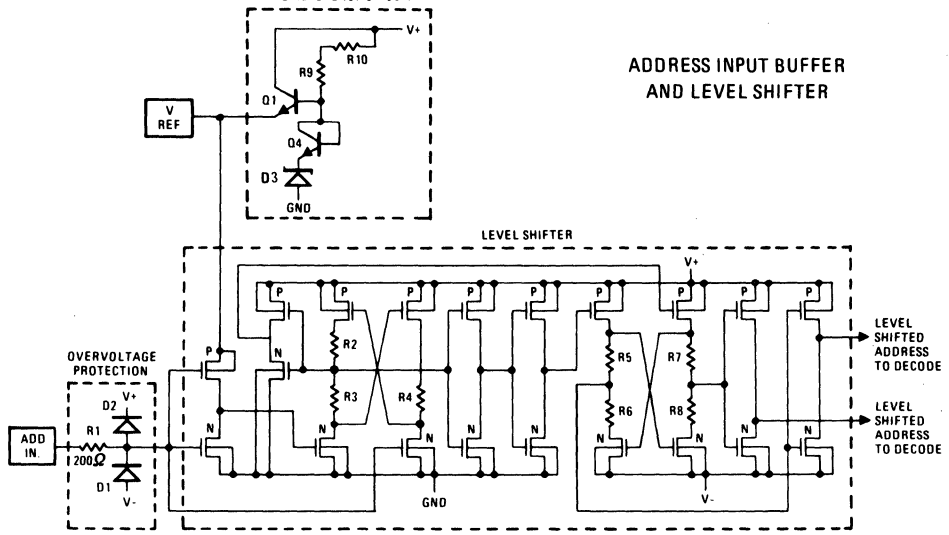 V+
R10
R9
Q1
Q4
D3
GND
V
REF
ADDRESS INPUT BUFFER
AND LEVEL SHIFTER
LEVEL SHIFTER
V+
P
P
P
P
P
P
P
P
P
R2
R3
R4
R5
R6
R7
R8
N
N
N
N
N
N
N
N
N
N
GND
V-
OVERVOLTAGE
PROTECTION
V+
D2
R1
200Ω
D1
V-
ADD
IN.
P
N
LEVEL
SHIFTED
ADDRESS
TO DECODE
LEVEL
SHIFTED
ADDRESS
TO DECODE